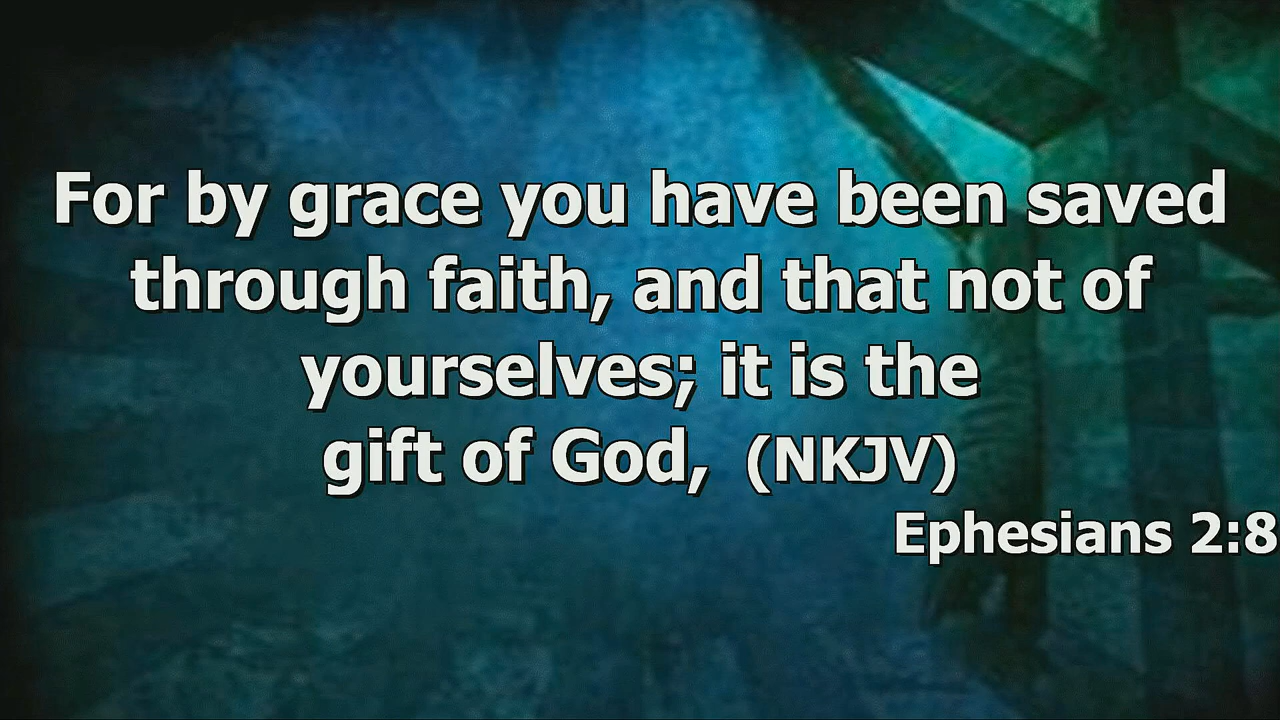 For by grace you have been saved
through faith, and that not of
yourselves; it is the
gift of God, (NKJV)
Ephesians 2:8